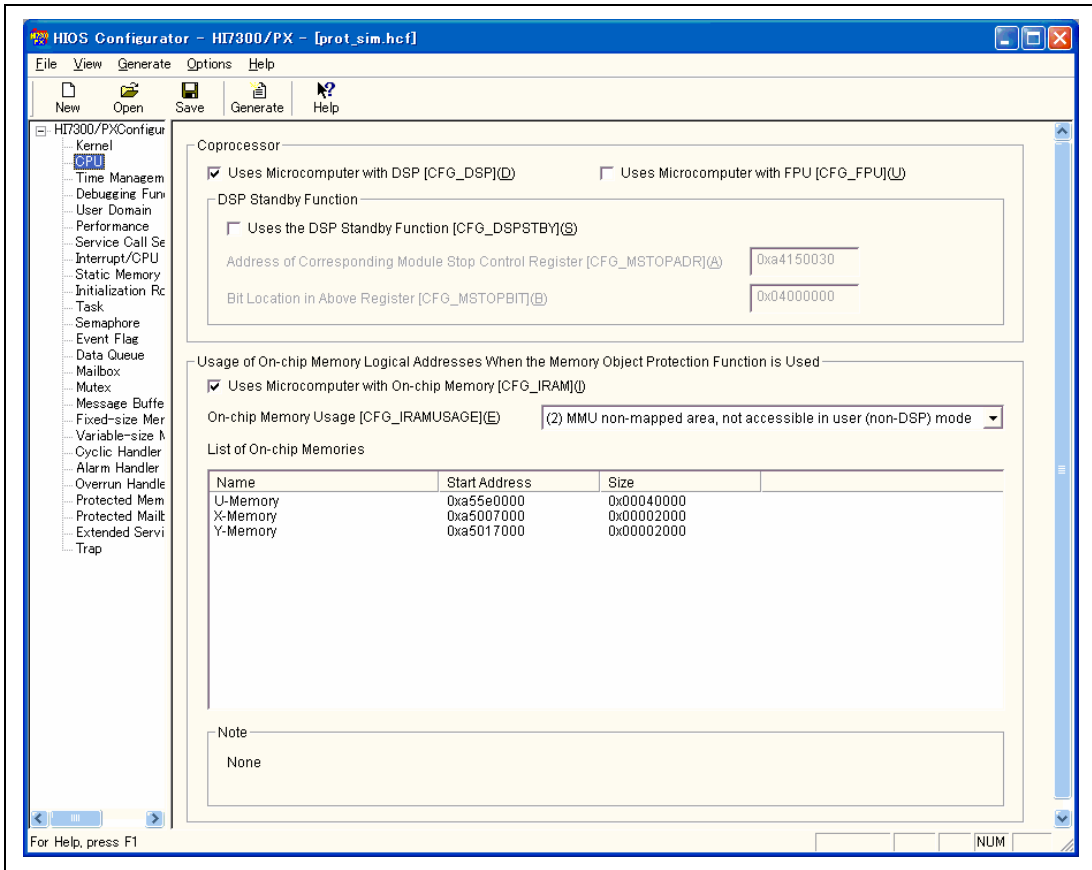 HIOS Configurator - HI7300/PX - [prot_sim.hcf]
File View Generate Options Help
New Open Save Generate Help
HI7300/PXConfigur
Kernel
CPU
Time Managem
Debugging Fun
User Domain
Performance
Service Call Se
Interrupt/CPU
Static Memory
Initialization Rc
Task
Semaphore
Event Flag
Data Queue
Mailbox
Mutex
Message Buffe
Fixed-size Mer
Variable-size M
Cyclic Handler
Alarm Handler
Overrun Handle
Protected Mem
Protected Mailb
Extended Servi
Trap
Coprocessor
Uses Microcomputer with DSP [CFG_DSP](D) Uses Microcomputer with FPU [CFG_FPU](U)
DSP Standby Function
Uses the DSP Standby Function [CFG_DSPSTBY](S)
Address of Corresponding Module Stop Control Register [CFG_MSTOPADR](A) 0xa4150030
Bit Location in Above Register [CFG_MSTOPBIT](B) 0x04000000
Usage of On-chip Memory Logical Addresses When the Memory Object Protection Function is Used
Uses Microcomputer with On-chip Memory [CFG_IRAM](I)
On-chip Memory Usage [CFG_IRAMUSAGE](E) (2) MMU non-mapped area, not accessible in user (non-DSP) mode
List of On-chip Memories
Name Start Address Size
U-Memory 0xa55e0000 0x00040000
X-Memory 0xa5007000 0x00002000
Y-Memory 0xa5017000 0x00002000
Note
None
For Help, press F1 NUM